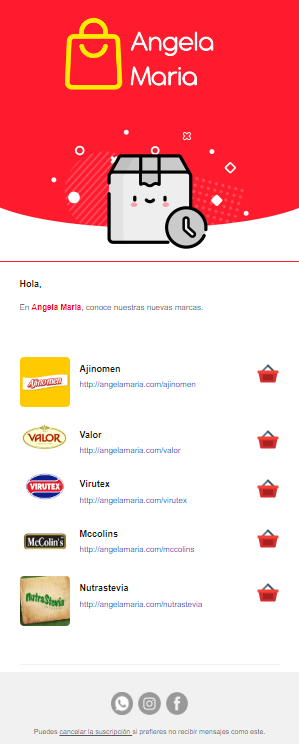 Angela
Maria
Hola,
En Angela Maria, conoce nuestras nuevas marcas.
Ajinomen
Ajinomen
http://angelamaria.com/ajinomen
VALOR
Valor
http://angelamaria.com/valor
VIRUTEX
Virutex
http://angelamaria.com/virutex
McColin's
Mccolins
http://angelamaria.com/mccolins
NutraStevia
Nutrastevia
http://angelamaria.com/nutrastevia
Puedes cancelar la suscripción si prefieres no recibir mensajes como este.